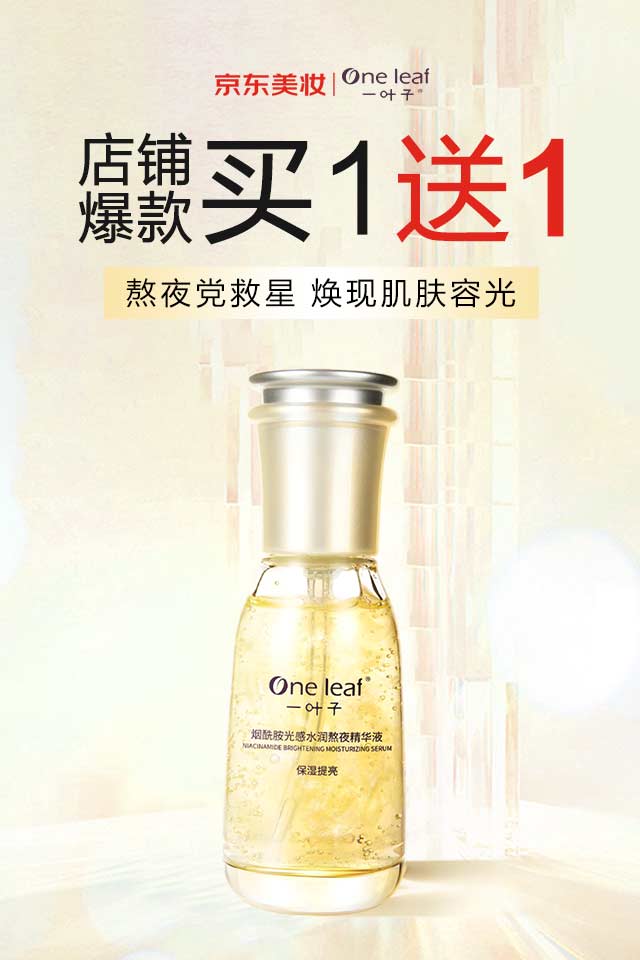 京东美妆 | One leaf
一叶子®
店铺爆款 买1送1
熬夜党救星 焕现肌肤容光
One leaf®
一叶子
烟酰胺光感水润熬夜精华液
NIACINAMIDE BRIGHTENING MOISTURIZING SERUM
保湿提亮